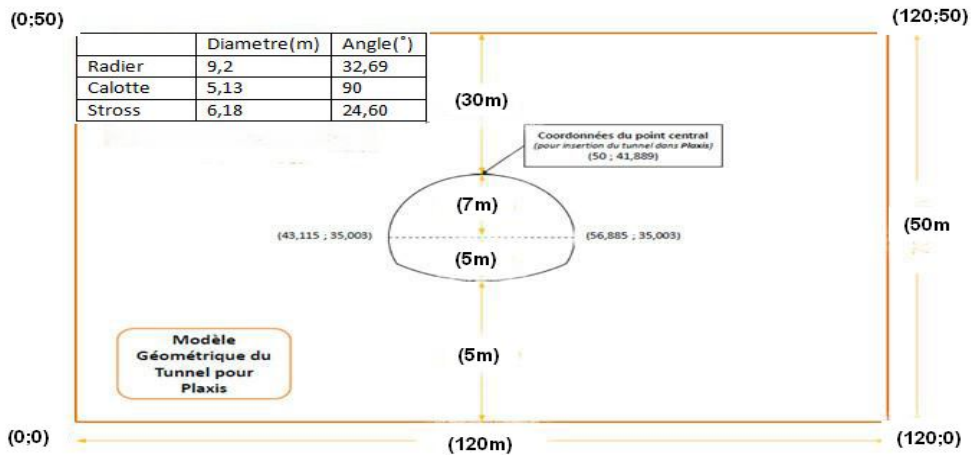 (0;50)
(120;50)
Diametre(m) Angle(°)
Radier 9,2 32,69
Calotte 5,13 90
Stross 6,18 24,60
(30m)
Coordonnées du point central
(pour insertion du tunnel dans Plaxis)
(50 ; 41,889)
(7m)
(43,115 ; 35,003)
(56,885 ; 35,003)
(50m
(5m)
(5m)
Modèle
Géométrique du
Tunnel pour
Plaxis
(0;0)
(120m)
(120;0)